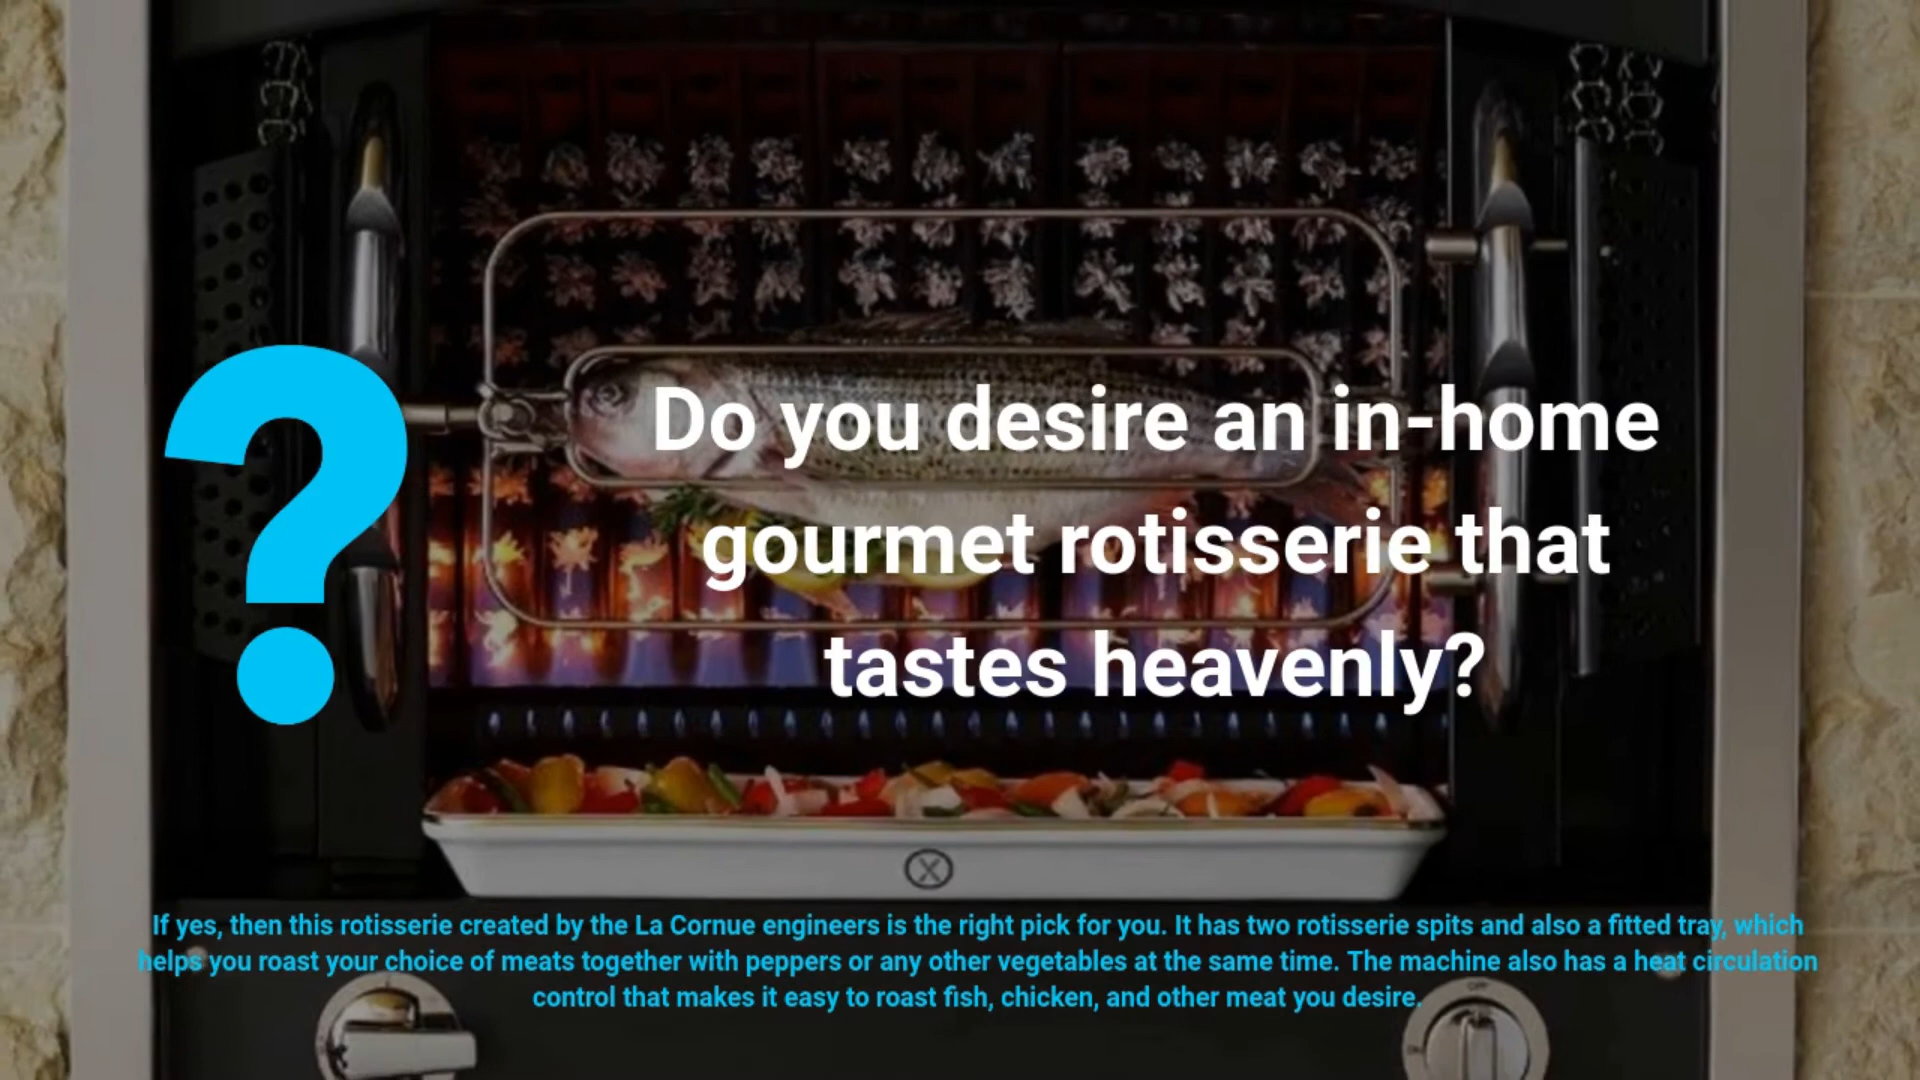 ?
Do you desire an in-home
gourmet rotisserie that
tastes heavenly?
If yes, then this rotisserie created by the La Cornue engineers is the right pick for you. It has two rotisserie spits and also a fitted tray, which
helps you roast your choice of meats together with peppers or any other vegetables at the same time. The machine also has a heat circulation
control that makes it easy to roast fish, chicken, and other meat you desire.